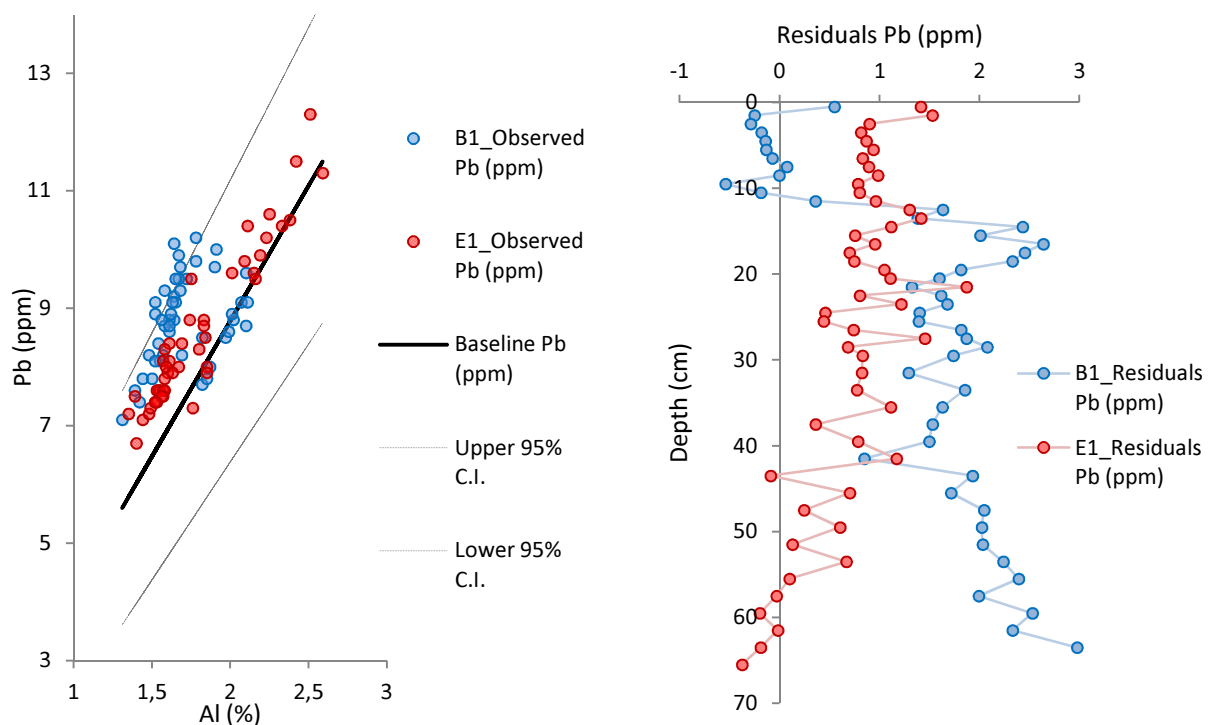 13
11
9
7
5
3
Pb (ppm)
1
1,5
2
2,5
3
Al (%)
B1_Observed
Pb (ppm)
E1_Observed
Pb (ppm)
Baseline Pb
(ppm)
Upper 95%
C.I.
Lower 95%
C.I.
Residuals Pb (ppm)
-1
0
1
2
3
0
10
20
30
40
50
60
70
Depth (cm)
B1_Residuals
Pb (ppm)
E1_Residuals
Pb (ppm)